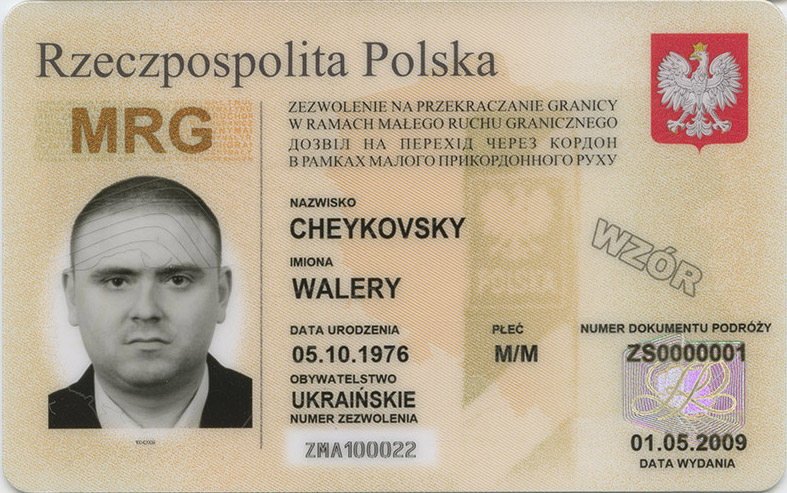 Rzeczpospolita Polska
MRG
ZEZWOLENIE NA PRZEKRACZANIE GRANICY
W RAMACH MAŁEGO RUCHU GRANICZNEGO
ДОЗВІЛ НА ПЕРЕХІД ЧЕРЕЗ КОРДОН
В РАМКАХ МАЛОГО ПРИКОРДОННОГО РУХУ
NAZWISKO
CHEYKOVSKY
IMIONA
WALERY
POLSKA
WZÓR
DATA URODZENIA
05.10.1976
PŁEĆ
M/M
NUMER DOKUMENTU PODRÓŻY
ZS0000001
OBYWATELSTWO
UKRAIŃSKIE
NUMER ZEZWOLENIA
ZMA100022
01.05.2009
DATA WYDANIA